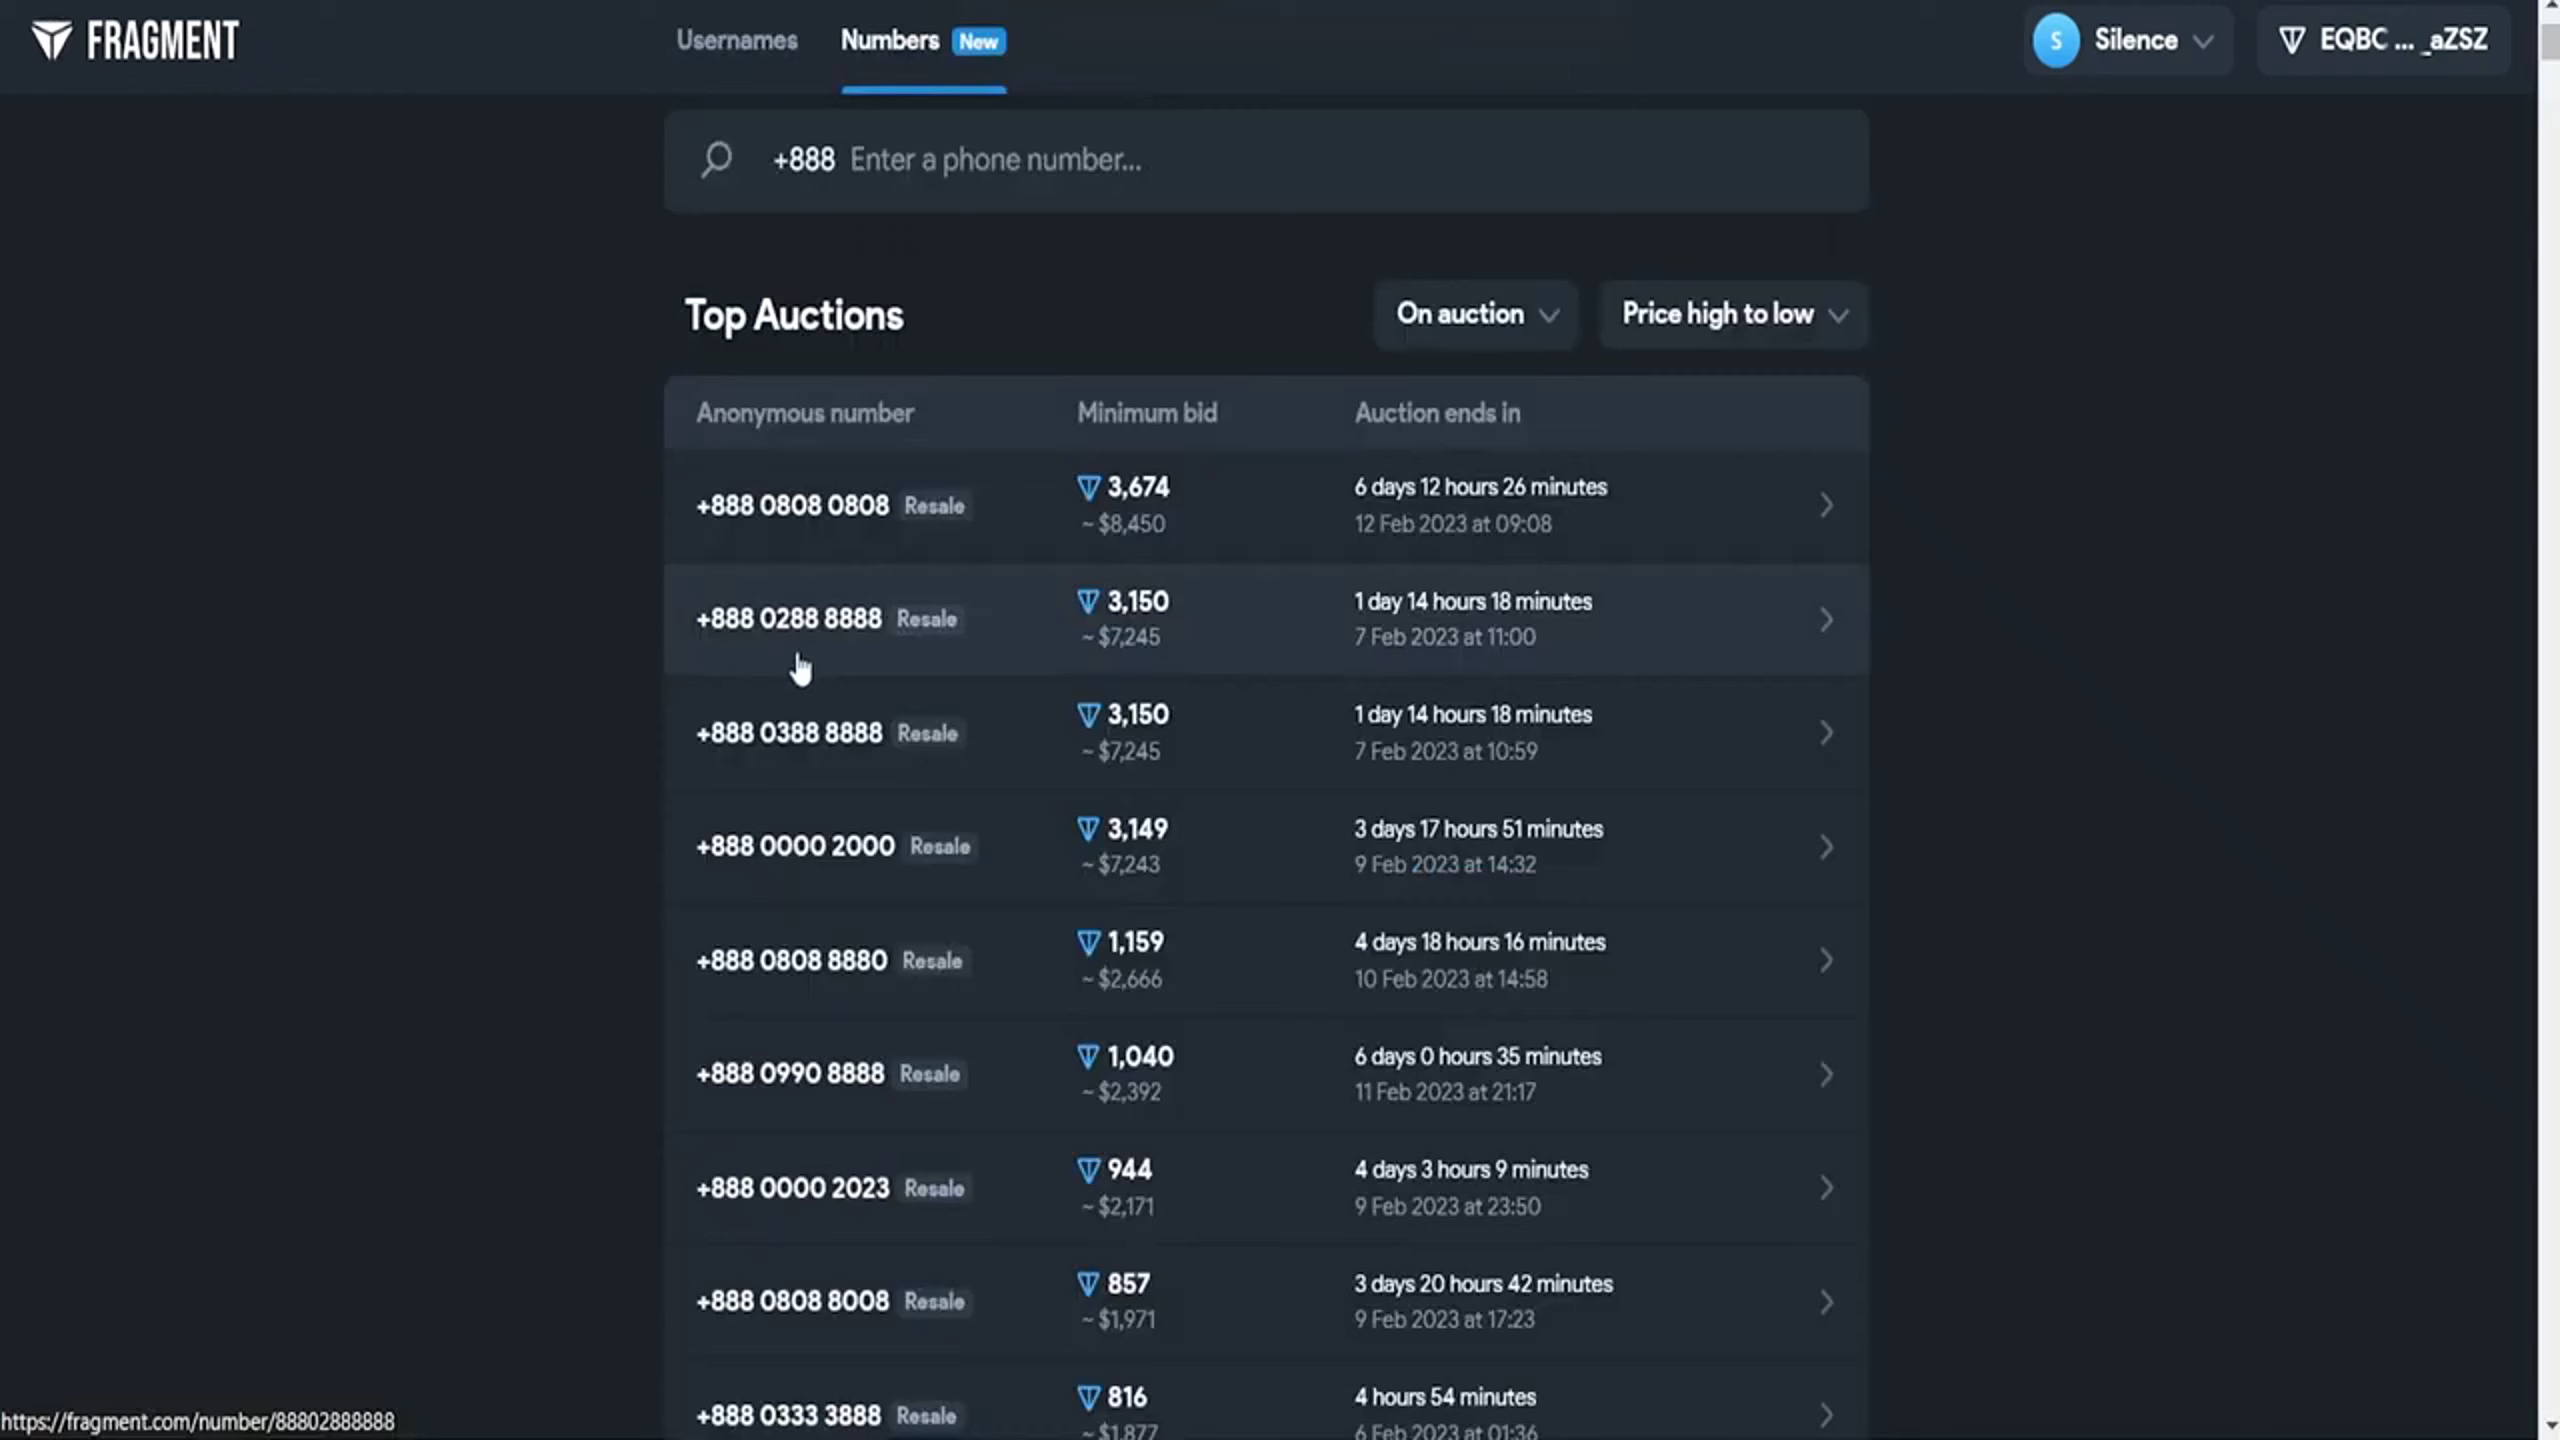 FRAGMENT
Usernames
Numbers New
S Silence
EQBC ... _aZSZ
+888 Enter a phone number...
Top Auctions
On auction
Price high to low
Anonymous number Minimum bid Auction ends in
+888 0808 0808 Resale
3,674
~ $8,450
6 days 12 hours 26 minutes
12 Feb 2023 at 09:08
+888 0288 8888 Resale
3,150
~ $7,245
1 day 14 hours 18 minutes
7 Feb 2023 at 11:00
+888 0388 8888 Resale
3,150
~ $7,245
1 day 14 hours 18 minutes
7 Feb 2023 at 10:59
+888 0000 2000 Resale
3,149
~ $7,243
3 days 17 hours 51 minutes
9 Feb 2023 at 14:32
+888 0808 8880 Resale
1,159
~ $2,666
4 days 18 hours 16 minutes
10 Feb 2023 at 14:58
+888 0990 8888 Resale
1,040
~ $2,392
6 days 0 hours 35 minutes
11 Feb 2023 at 21:17
+888 0000 2023 Resale
944
~ $2,171
4 days 3 hours 9 minutes
9 Feb 2023 at 23:50
+888 0808 8008 Resale
857
~ $1,971
3 days 20 hours 42 minutes
9 Feb 2023 at 17:23
+888 0333 3888 Resale
816
~ $1,877
4 hours 54 minutes
6 Feb 2023 at 01:36
https://fragment.com/number/88802888888